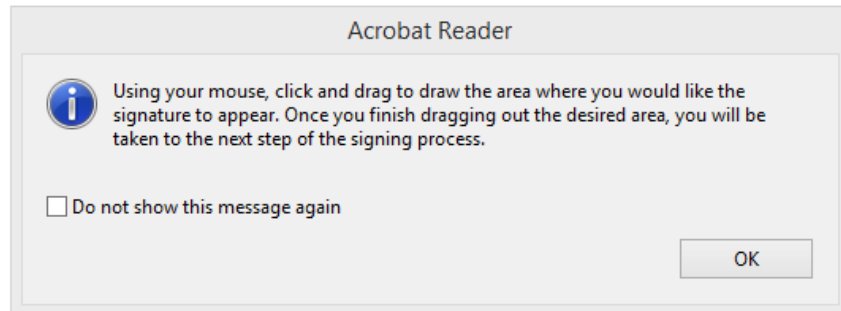 Acrobat Reader
Using your mouse, click and drag to draw the area where you would like the
signature to appear. Once you finish dragging out the desired area, you will be
taken to the next step of the signing process.
Do not show this message again
OK